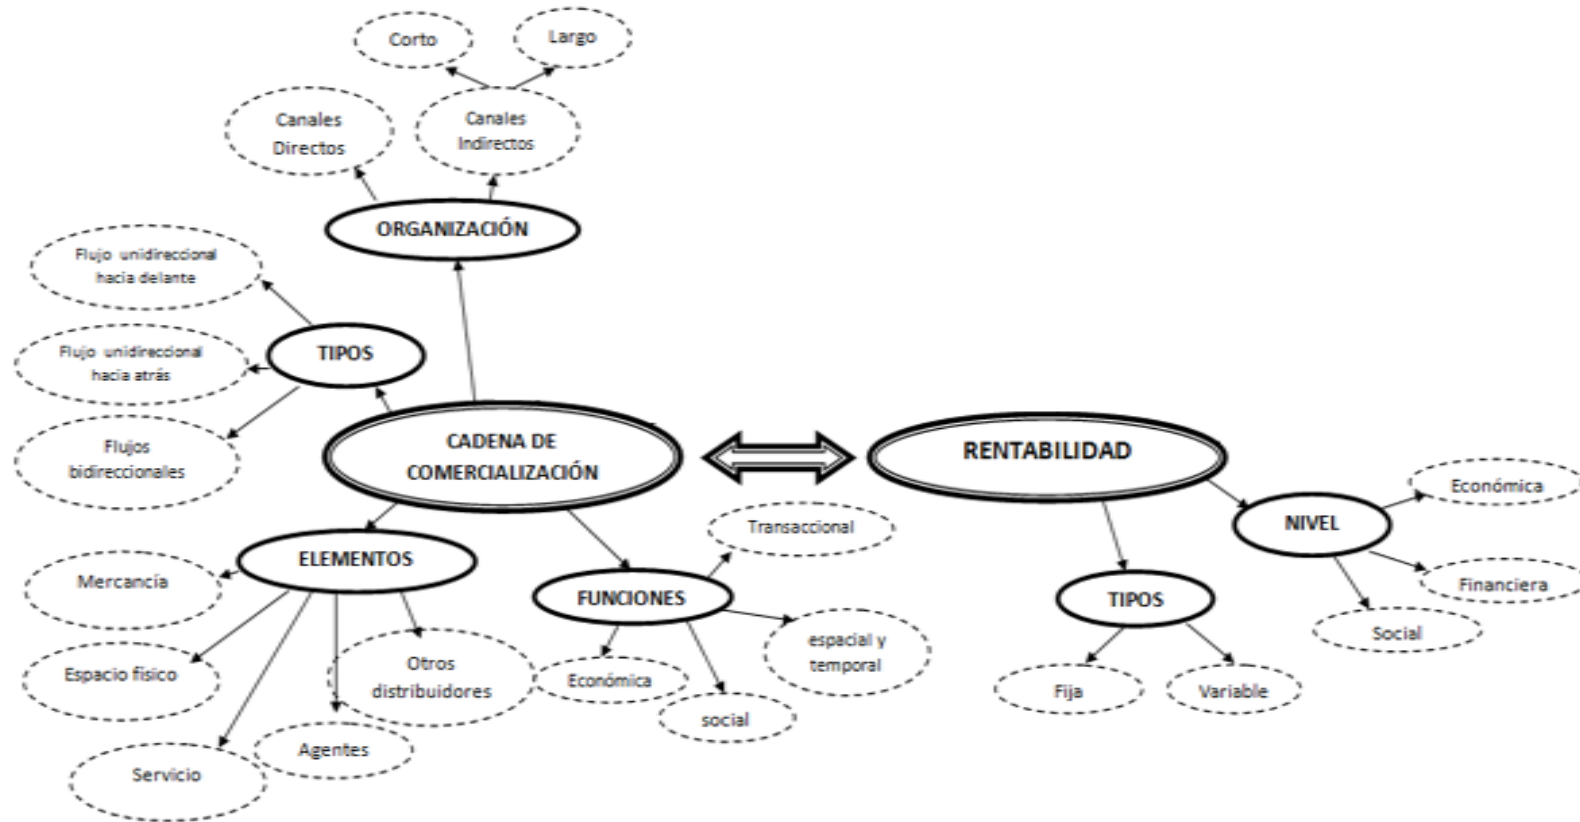 Corto
Largo
Canales
Directos
Canales
Indirectos
ORGANIZACIÓN
Flujo unidireccional
hacia delante
TIPOS
Flujo unidireccional
hacia atrás
Flujos
bidireccionales
CADENA DE
COMERCIALIZACIÓN
RENTABILIDAD
Económica
NIVEL
Financiera
Social
TIPOS
Fija
Variable
Transaccional
FUNCIONES
espacial y
temporal
Económica
social
ELEMENTOS
Mercancía
Espacio físico
Otros
distribuidores
Agentes
Servicio